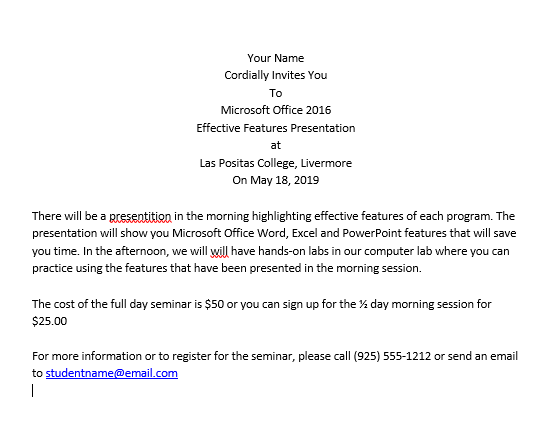 Your Name
Cordially Invites You
To
Microsoft Office 2016
Effective Features Presentation
at
Las Positas College, Livermore
On May 18, 2019
There will be a presentition in the morning highlighting effective features of each program. The
presentation will show you Microsoft Office Word, Excel and PowerPoint features that will save
you time. In the afternoon, we will will have hands-on labs in our computer lab where you can
practice using the features that have been presented in the morning session.
The cost of the full day seminar is $50 or you can sign up for the ½ day morning session for
$25.00
For more information or to register for the seminar, please call (925) 555-1212 or send an email
to studentname@email.com